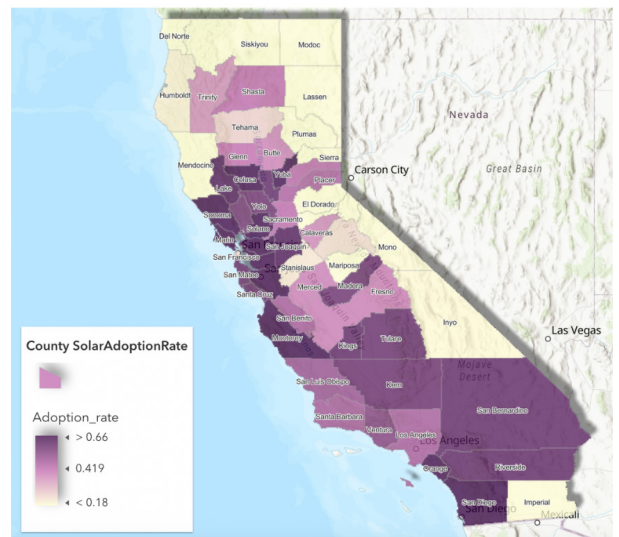 Del Norte
Siskiyou
Modoc
Humboldt
Trinity
Shasta
Lassen
Tehama
Plumas
Nevada
Mendocino
Glenn
Butte
Sierra
Carson City
Great Basin
Colusa
Yuba
Placer
Lake
El Dorado
Sonoma
Yolo
Sacramento
Solano
Calaveras
Mono
Marin
San Joaquin
San Francisco
Stanislaus
Mariposa
San Mateo
Merced
Madera
Fresno
Santa Cruz
Inyo
San Benito
Las Vegas
Monterey
Kings
Tulare
Mojave
Desert
San Luis Obispo
Kern
San Bernardino
Santa Barbara
Ventura
Los Angeles
Los Angeles
Orange
Riverside
San Diego
San Diego
Imperial
Mexicali
County SolarAdoptionRate
Adoption_rate
> 0.66
0.419
< 0.18